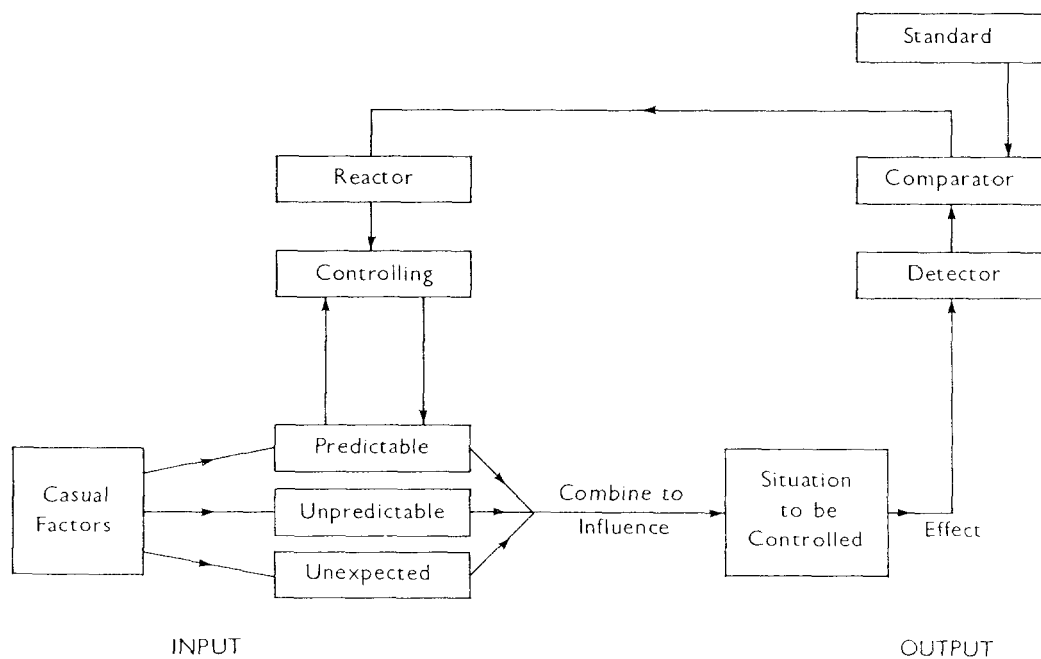 Standard
Reactor
Comparator
Controlling
Detector
Predictable
Casual
Factors
Unpredictable
Unexpected
Combine to
Influence
Situation
to be
Controlled
Effect
INPUT
OUTPUT